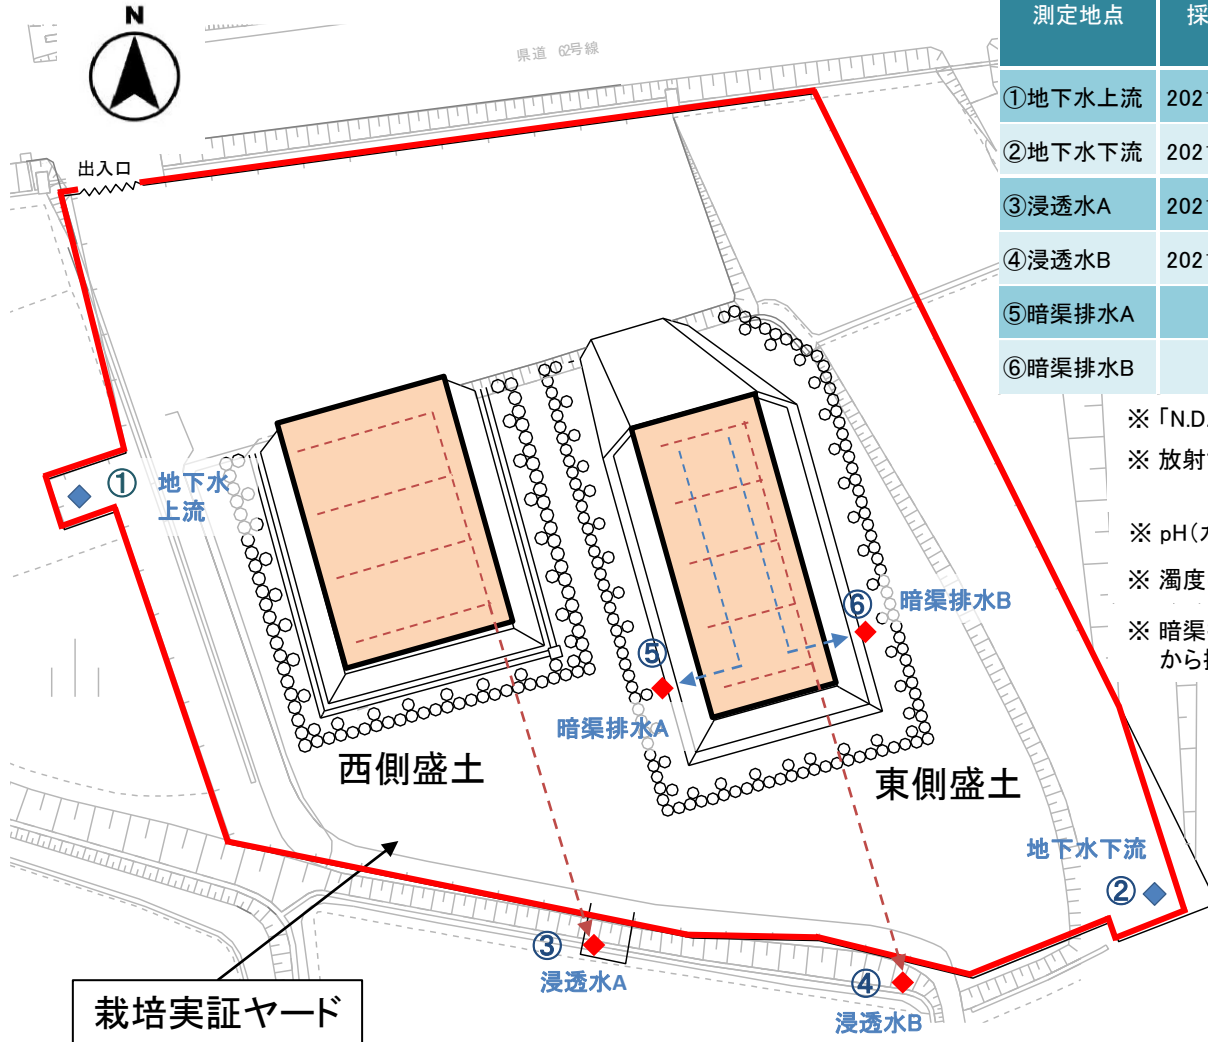 N
県道 62号線
出入口
測定地点
採
①地下水上流
202
②地下水下流
202
③浸透水A
202
④浸透水B
202
⑤暗渠排水A
⑥暗渠排水B
※「N.D.
※ 放射
※ pH(水
※ 濁度
※ 暗渠
から採
① 地下水
上流
⑥ 暗渠排水B
⑤
暗渠排水A
西側盛土
東側盛土
地下水下流
②
③
浸透水A
④
浸透水B
栽培実証ヤード